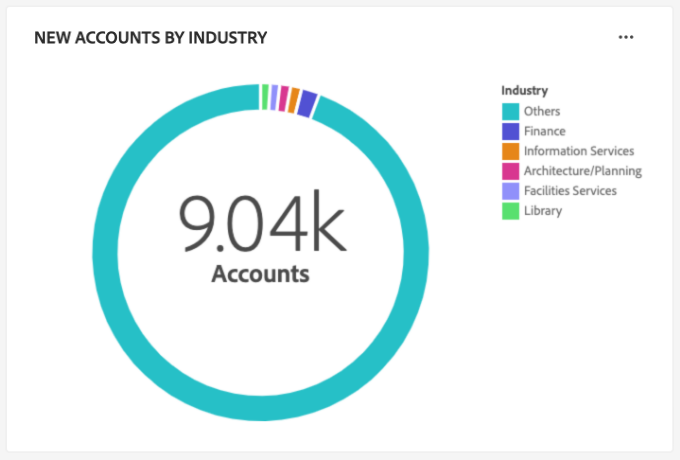 NEW ACCOUNTS BY INDUSTRY
9.04k
Accounts
Industry
Others
Finance
Information Services
Architecture/Planning
Facilities Services
Library